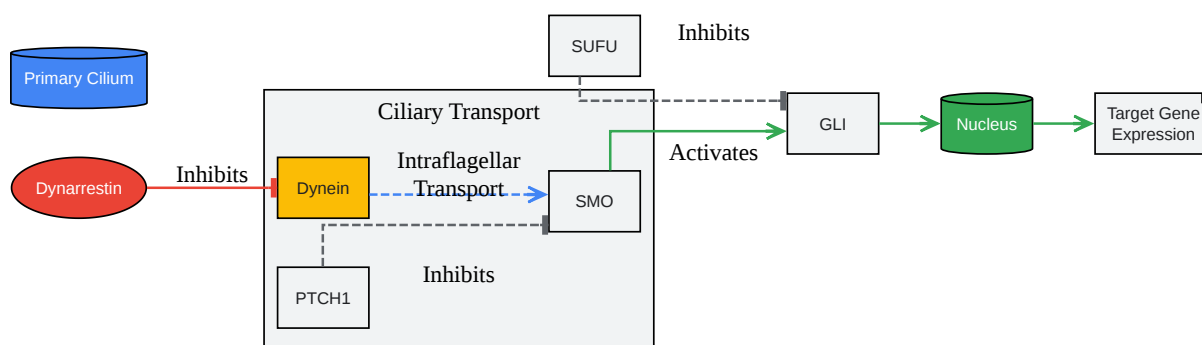 SUFU
Inhibits
Primary Cilium
Ciliary Transport
GLI
Nucleus
Target Gene
Expression
Activates
Inhibits
Intraflagellar
Transport
Dynarrestin
Dynein
SMO
Inhibits
PTCH1